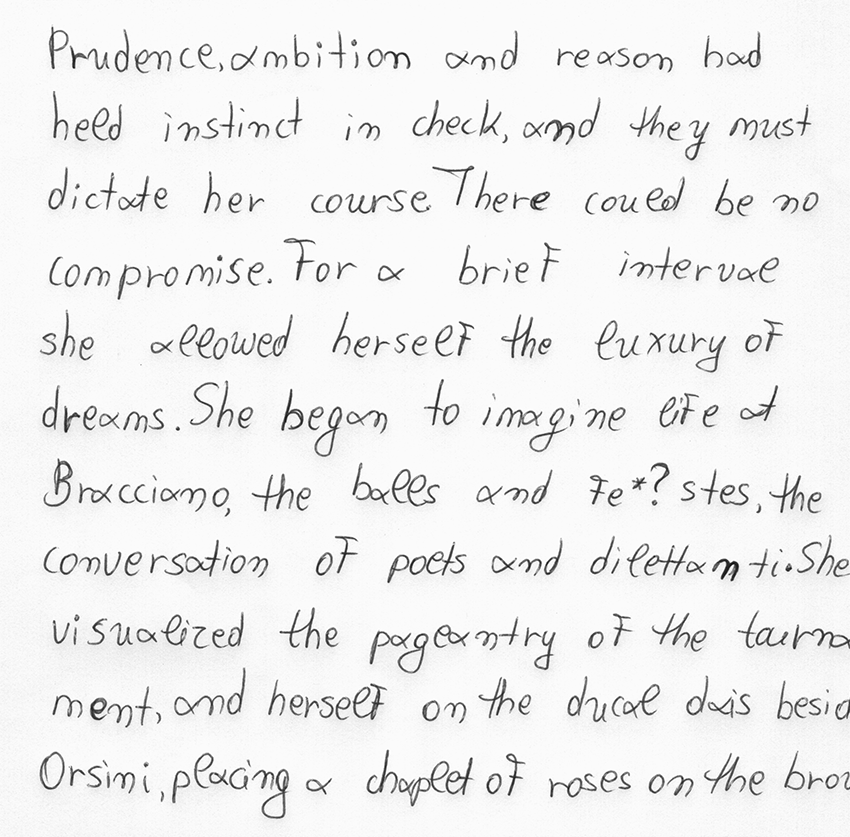 Prudence, ambition and reason had
held instinct in check, and they must
dictate her course. There could be no
compromise. For a brief interval
she allowed herself the luxury of
dreams. She began to imagine life at
Bracciano, the balls and fe*? stes, the
conversation of poets and dilettanti. She
visualized the pageantry of the tourna
ment, and herself on the ducal dais besid
Orsini, placing a chaplet of roses on the brow